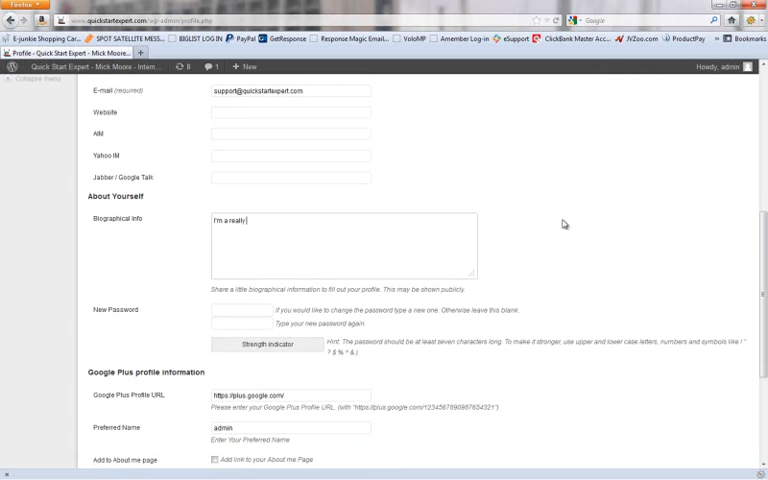 Firefox
www.quickstartexpert.com/wp-admin/profile.php
Google
E-junkie Shopping Car...
SPOT SATELLITE MESS...
BIGLIST LOG IN
PayPal
GetResponse
Response Magic Email...
VoloMP
Amember Log-in
eSupport
ClickBank Master Acc...
JVZoo.com
ProductPay
»
Bookmarks
Profile ‹ Quick Start Expert - Mick Moore...
Quick Start Expert - Mick Moore - Intern...
8
1
+ New
Howdy, admin
Collapse menu
E-mail (required)
support@quickstartexpert.com
Website
AIM
Yahoo IM
Jabber / Google Talk
About Yourself
Biographical Info
I'm a really
Share a little biographical information to fill out your profile. This may be shown publicly.
New Password
If you would like to change the password type a new one. Otherwise leave this blank.
Type your new password again.
Strength indicator
Hint: The password should be at least seven characters long. To make it stronger, use upper and lower case letters, numbers and symbols like ! "
? $ % ^ & ).
Google Plus Profile information
Google Plus Profile URL
https://plus.google.com/
Please enter your Google Plus Profile URL. (with "https://plus.google.com/1234567890987654321")
Preferred Name
admin
Enter Your Preferred Name
Add to About me page
Add link to your About me Page